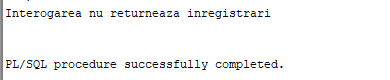 Interogarea nu returneaza inregistrari
PL/SQL procedure successfully completed.